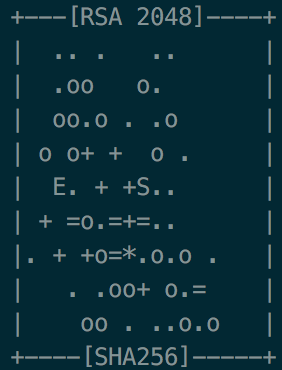 +---[RSA 2048]----+
|  .. .   ..      |
|  .oo   o.       |
|  oo.o . .o      |
| o o+ +  o .     |
|  E. + +S..      |
| + =o.=+=..      |
|. + +o=*.o.o .   |
|   . .oo+ o.=    |
|    oo . ..o.o   |
+----[SHA256]-----+